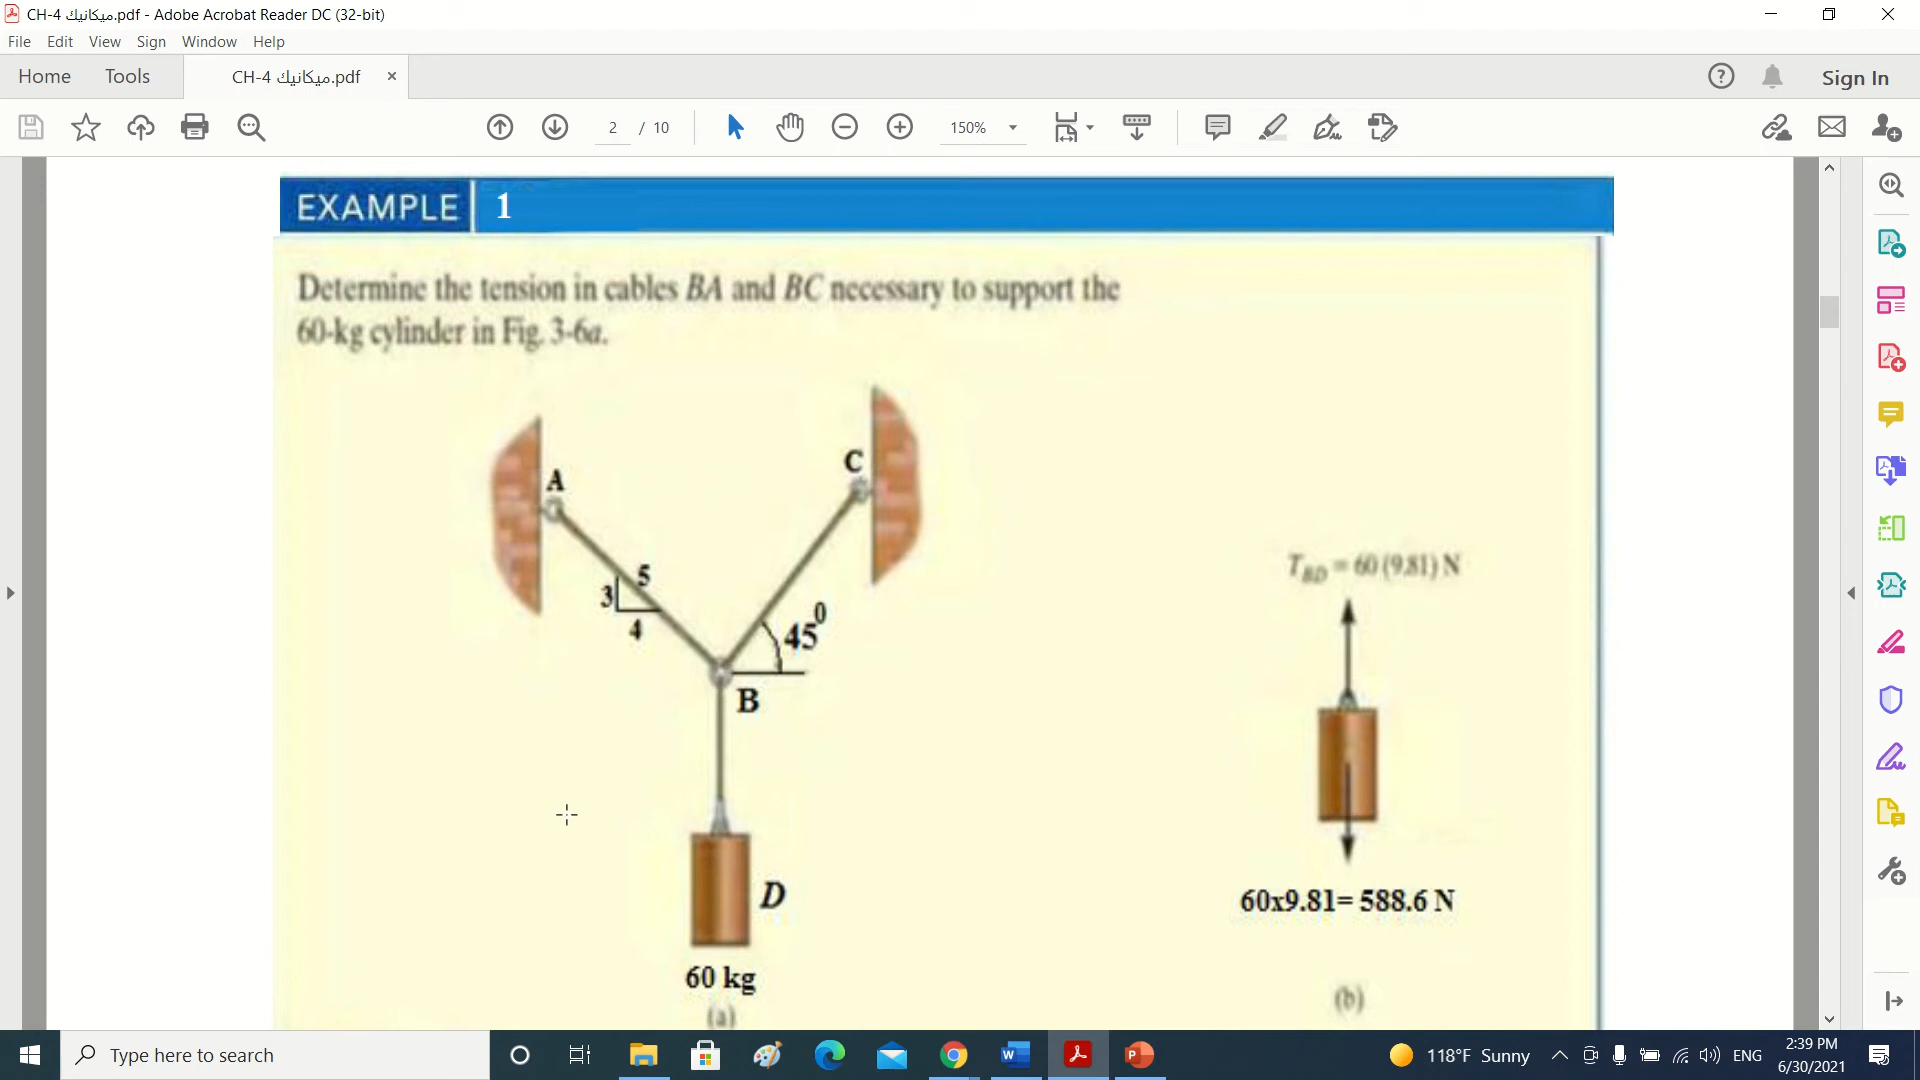 CH-4 ميكانيك.pdf - Adobe Acrobat Reader DC (32-bit)
File Edit View Sign Window Help
Home Tools CH-4 ميكانيك.pdf × Sign In
2 / 10 150%
EXAMPLE 1
Determine the tension in cables BA and BC necessary to support the
60-kg cylinder in Fig. 3-6a.
A
C
5
3
4
45⁰
B
D
60 kg
(a)
T_BD = 60 (9.81) N
60x9.81= 588.6 N
(b)
Type here to search
118°F Sunny ENG 2:39 PM
6/30/2021